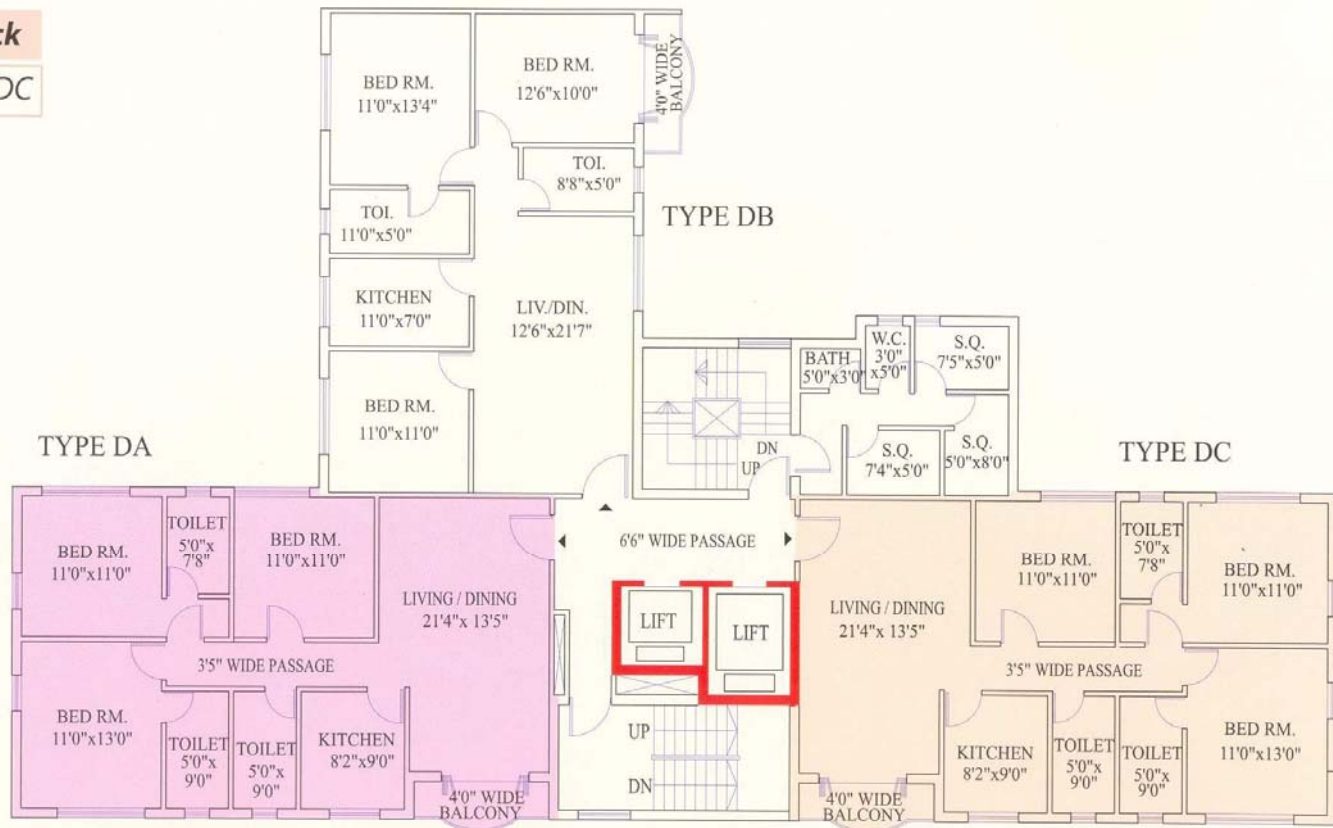 DC
BED RM.
11'0"x13'4"
BED RM.
12'6"x10'0"
4'0" WIDE
BALCONY
TOI.
8'8"x5'0"
TOI.
11'0"x5'0"
TYPE DB
KITCHEN
11'0"x7'0"
LIV./DIN.
12'6"x21'7"
BED RM.
11'0"x11'0"
BATH
5'0"x3'0"
W.C.
3'0"
x5'0"
S.Q.
7'5"x5'0"
S.Q.
7'4"x5'0"
S.Q.
5'0"x8'0"
DN
UP
TYPE DA
TYPE DC
BED RM.
11'0"x11'0"
TOILET
5'0"x
7'8"
BED RM.
11'0"x11'0"
LIVING / DINING
21'4"x 13'5"
3'5" WIDE PASSAGE
BED RM.
11'0"x13'0"
TOILET
5'0"x
9'0"
TOILET
5'0"x
9'0"
KITCHEN
8'2"x9'0"
4'0" WIDE
BALCONY
6'6" WIDE PASSAGE
LIFT
LIFT
UP
DN
LIVING / DINING
21'4"x 13'5"
BED RM.
11'0"x11'0"
TOILET
5'0"x
7'8"
BED RM.
11'0"x11'0"
3'5" WIDE PASSAGE
KITCHEN
8'2"x9'0"
TOILET
5'0"x
9'0"
TOILET
5'0"x
9'0"
BED RM.
11'0"x13'0"
4'0" WIDE
BALCONY